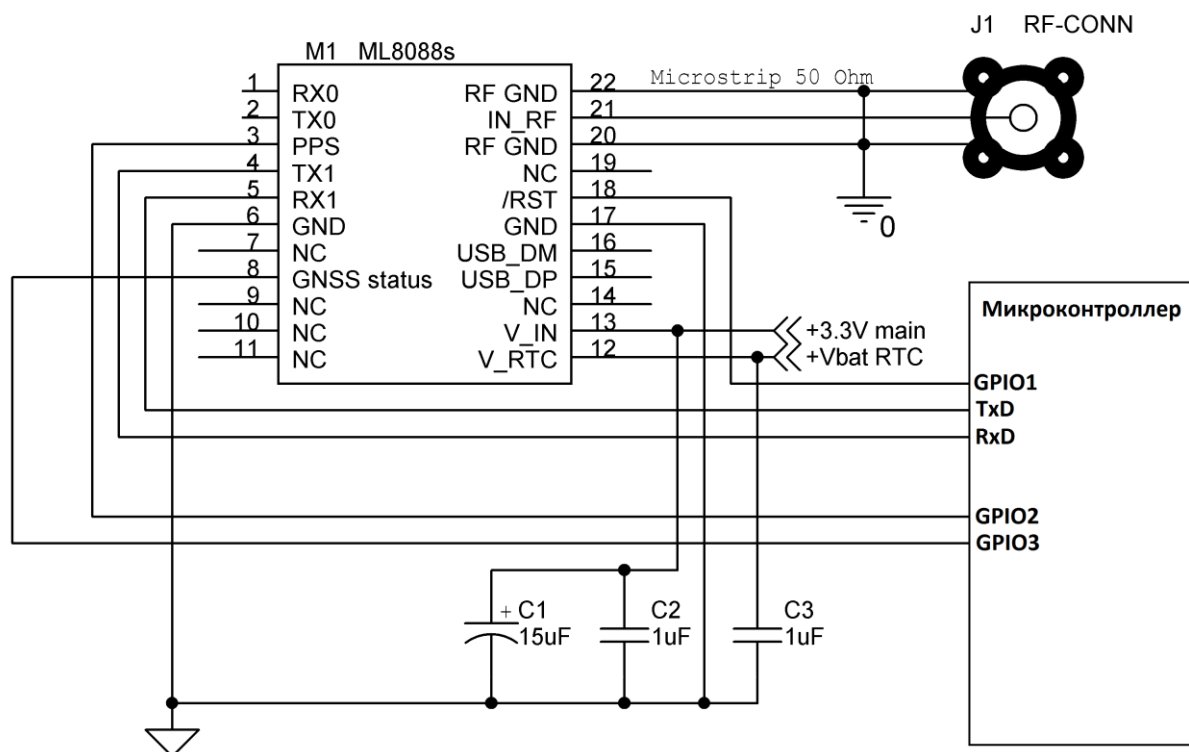 J1 RF-CONN
M1 ML8088s
Microstrip 50 Ohm
1 RX0 RF GND 22
2 TX0 IN_RF 21
3 PPS RF GND 20
4 TX1 NC 19
5 RX1 /RST 18
6 GND GND 17
7 NC USB_DM 16
8 GNSS status USB_DP 15
9 NC NC 14
10 NC V_IN 13
11 NC V_RTC 12
0
+3.3V main
+Vbat RTC
Микроконтроллер
GPIO1
TxD
RxD
GPIO2
GPIO3
+ C1
15uF
C2
1uF
C3
1uF